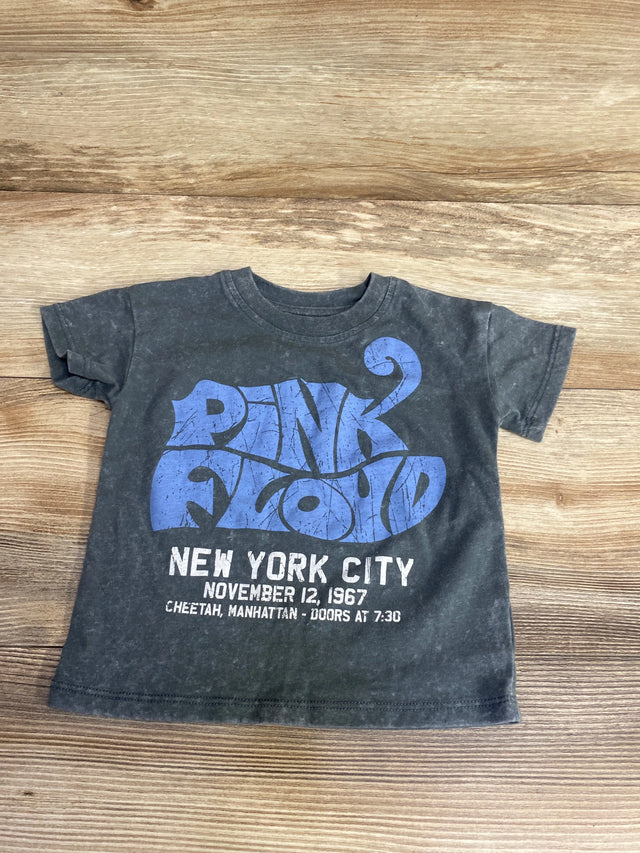 PiNK
FLOYD
NEW YORK CITY
NOVEMBER 12, 1967
CHEETAH, MANHATTAN - DOORS AT 7:30